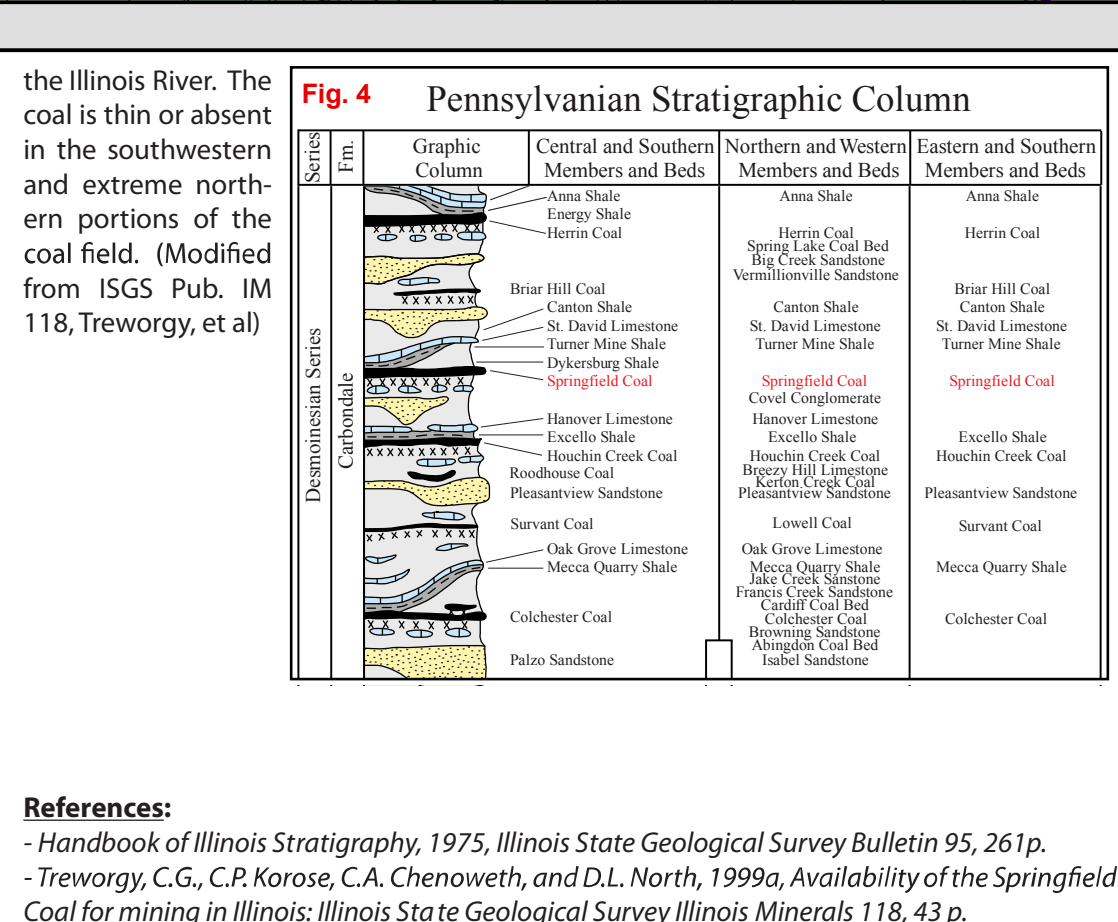 the Illinois River. The
coal is thin or absent
in the southwestern
and extreme north-
ern portions of the
coal field. (Modified
from ISGS Pub. IM
118, Treworgy, et al)
Fig. 4
Pennsylvanian Stratigraphic Column
Series
Fm.
Graphic
Column
Central and Southern
Members and Beds
Northern and Western
Members and Beds
Eastern and Southern
Members and Beds
Desmoinesian Series
Carbondale
Anna Shale
Energy Shale
Herrin Coal
Briar Hill Coal
Canton Shale
St. David Limestone
Turner Mine Shale
Dykersburg Shale
Springfield Coal
Hanover Limestone
Excello Shale
Houchin Creek Coal
Roodhouse Coal
Pleasantview Sandstone
Survant Coal
Oak Grove Limestone
Mecca Quarry Shale
Colchester Coal
Palzo Sandstone
Anna Shale
Herrin Coal
Spring Lake Coal Bed
Big Creek Sandstone
Vermillionville Sandstone
Canton Shale
St. David Limestone
Turner Mine Shale
Springfield Coal
Covel Conglomerate
Hanover Limestone
Excello Shale
Houchin Creek Coal
Breezy Hill Limestone
Kerton Creek Coal
Pleasantview Sandstone
Lowell Coal
Oak Grove Limestone
Mecca Quarry Shale
Jake Creek Sanstone
Francis Creek Sandstone
Cardiff Coal Bed
Colchester Coal
Browning Sandstone
Abingdon Coal Bed
Isabel Sandstone
Anna Shale
Herrin Coal
Briar Hill Coal
Canton Shale
St. David Limestone
Turner Mine Shale
Springfield Coal
Excello Shale
Houchin Creek Coal
Pleasantview Sandstone
Survant Coal
Mecca Quarry Shale
Colchester Coal
References:
- Handbook of Illinois Stratigraphy, 1975, Illinois State Geological Survey Bulletin 95, 261p.
- Treworgy, C.G., C.P. Korose, C.A. Chenoweth, and D.L. North, 1999a, Availability of the Springfield
Coal for mining in Illinois: Illinois State Geological Survey Illinois Minerals 118, 43 p.